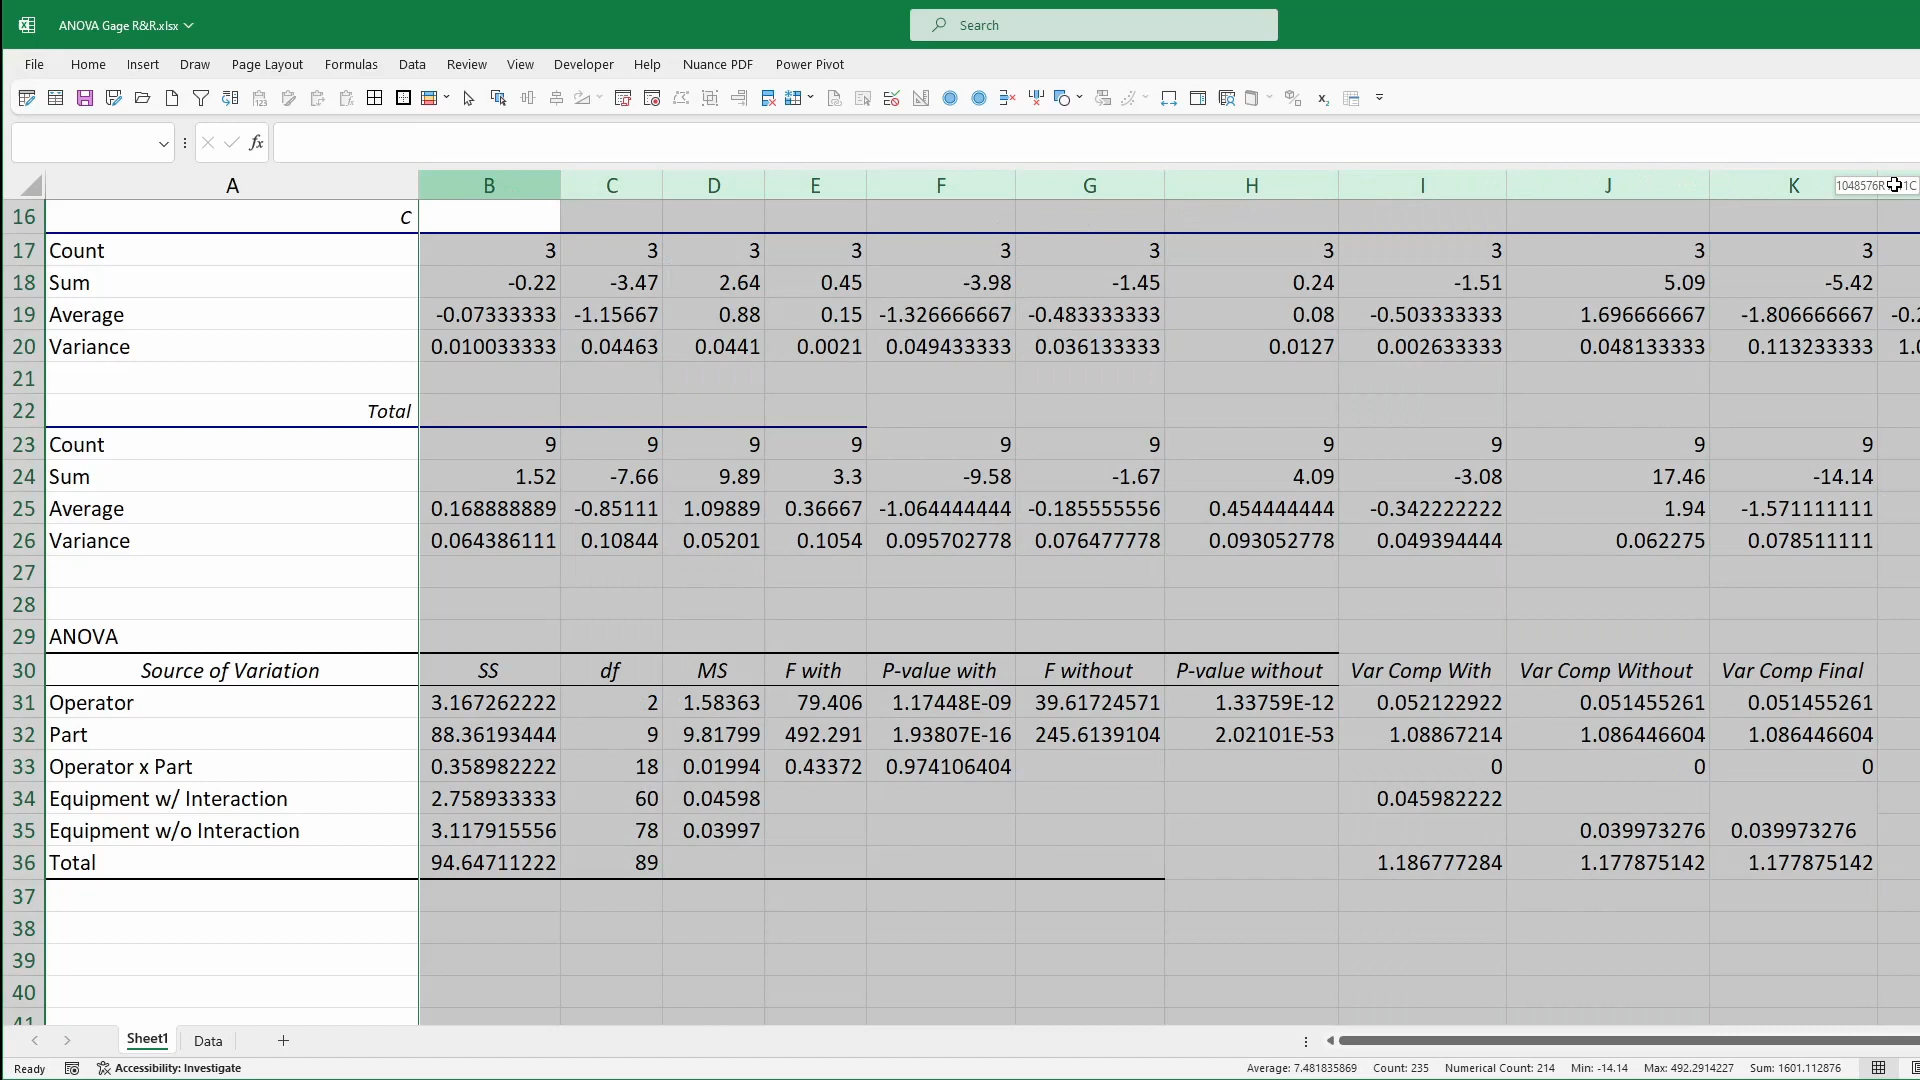 ANOVA Gage R&R.xlsx
Search
File Home Insert Draw Page Layout Formulas Data Review View Developer Help Nuance PDF Power Pivot
fx
A B C D E F G H I J K 1048576R 1C
16 C
17 Count 3 3 3 3 3 3 3 3 3 3
18 Sum -0.22 -3.47 2.64 0.45 -3.98 -1.45 0.24 -1.51 5.09 -5.42
19 Average -0.07333333 -1.15667 0.88 0.15 -1.326666667 -0.483333333 0.08 -0.503333333 1.696666667 -1.806666667
20 Variance 0.010033333 0.04463 0.0441 0.0021 0.049433333 0.036133333 0.0127 0.002633333 0.048133333 0.113233333
21
22 Total
23 Count 9 9 9 9 9 9 9 9 9 9
24 Sum 1.52 -7.66 9.89 3.3 -9.58 -1.67 4.09 -3.08 17.46 -14.14
25 Average 0.168888889 -0.85111 1.09889 0.36667 -1.064444444 -0.185555556 0.454444444 -0.342222222 1.94 -1.571111111
26 Variance 0.064386111 0.10844 0.05201 0.1054 0.095702778 0.076477778 0.093052778 0.049394444 0.062275 0.078511111
27
28
29 ANOVA
30 Source of Variation SS df MS F with P-value with F without P-value without Var Comp With Var Comp Without Var Comp Final
31 Operator 3.167262222 2 1.58363 79.406 1.17448E-09 39.61724571 1.33759E-12 0.052122922 0.051455261 0.051455261
32 Part 88.36193444 9 9.81799 492.291 1.93807E-16 245.6139104 2.02101E-53 1.08867214 1.086446604 1.086446604
33 Operator x Part 0.358982222 18 0.01994 0.43372 0.974106404 0 0 0
34 Equipment w/ Interaction 2.758933333 60 0.04598 0.045982222
35 Equipment w/o Interaction 3.117915556 78 0.03997 0.039973276 0.039973276
36 Total 94.64711222 89 1.186777284 1.177875142 1.177875142
37
38
39
40
41
Sheet1 Data
Ready Accessibility: Investigate Average: 7.481835869 Count: 235 Numerical Count: 214 Min: -14.14 Max: 492.2914227 Sum: 1601.112876